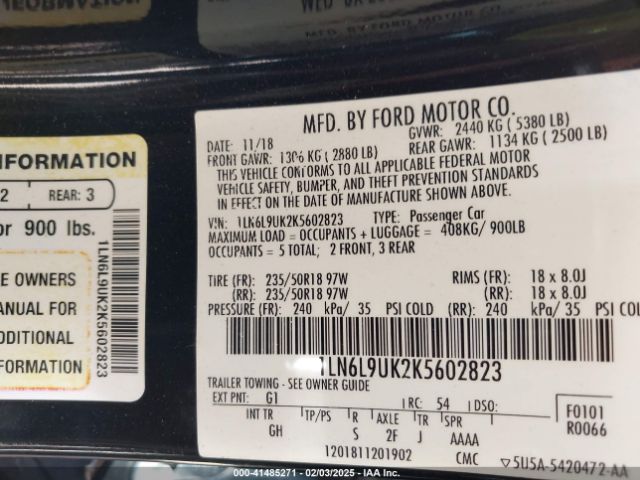 MFD. BY FORD MOTOR CO.
DATE: 11/18
GVWR: 2440 KG ( 5380 LB)
FRONT GAWR: 1306 KG ( 2880 LB)
REAR GAWR: 1134 KG ( 2500 LB)
THIS VEHICLE CONFORMS TO ALL APPLICABLE FEDERAL MOTOR
VEHICLE SAFETY, BUMPER, AND THEFT PREVENTION STANDARDS
IN EFFECT ON THE DATE OF MANUFACTURE SHOWN ABOVE.
VIN: 1LN6L9UK2K5602823 TYPE: Passenger Car
MAXIMUM LOAD = OCCUPANTS + LUGGAGE = 408KG/ 900LB
OCCUPANTS = 5 TOTAL; 2 FRONT, 3 REAR
TIRE (FR): 235/50R18 97W RIMS (FR): 18 x 8.0J
(RR): 235/50R18 97W (RR): 18 x 8.0J
PRESSURE (FR): 240 kPa/ 35 PSI COLD (RR): 240 kPa/ 35 PSI COLD
1LN6L9UK2K5602823
TRAILER TOWING - SEE OWNER GUIDE
EXT PNT: G1 RC: 54 DSO:
INT TR TP/PS R AXLE TR SPR
GH S 2F J AAAA
F0101
R0066
1201811201902 CMC ▽5U5A-5420472-AA
INFORMATION
2 REAR: 3
or 900 lbs.
E OWNERS
ANUAL FOR
DDITIONAL
FORMATION
1LN6L9UK2K5602823
000-41485271 - 02/03/2025 - IAA Inc.